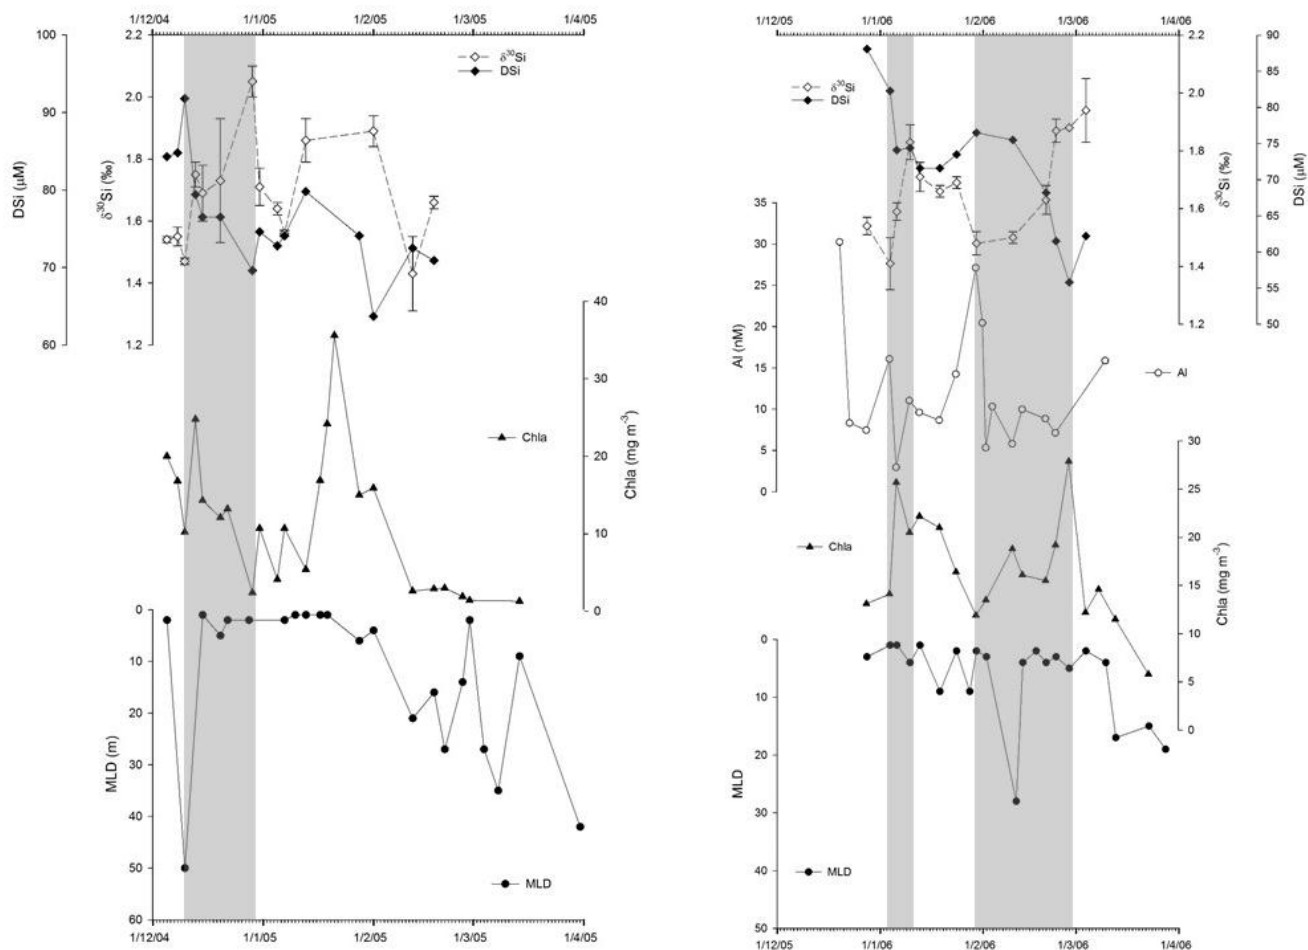 1/12/04 1/1/05 1/2/05 1/3/05 1/4/05
100
90
80
70
60
DSi (μM)
2.2
2.0
1.8
1.6
1.4
1.2
δ³⁰Si (‰)
δ³⁰Si
DSi
40
30
20
10
0
Chla (mg m⁻³)
Chla
0
10
20
30
40
50
60
MLD (m)
MLD
1/12/04 1/1/05 1/2/05 1/3/05 1/4/05
1/12/05 1/1/06 1/2/06 1/3/06 1/4/06
δ³⁰Si
DSi
2.2
2.0
1.8
1.6
1.4
1.2
δ³⁰Si (‰)
90
85
80
75
70
65
60
55
50
DSi (μM)
35
30
25
20
15
10
5
0
Al (nM)
Al
30
25
20
15
10
5
0
Chla (mg m⁻³)
Chla
0
10
20
30
40
50
MLD
MLD
1/12/05 1/1/06 1/2/06 1/3/06 1/4/06